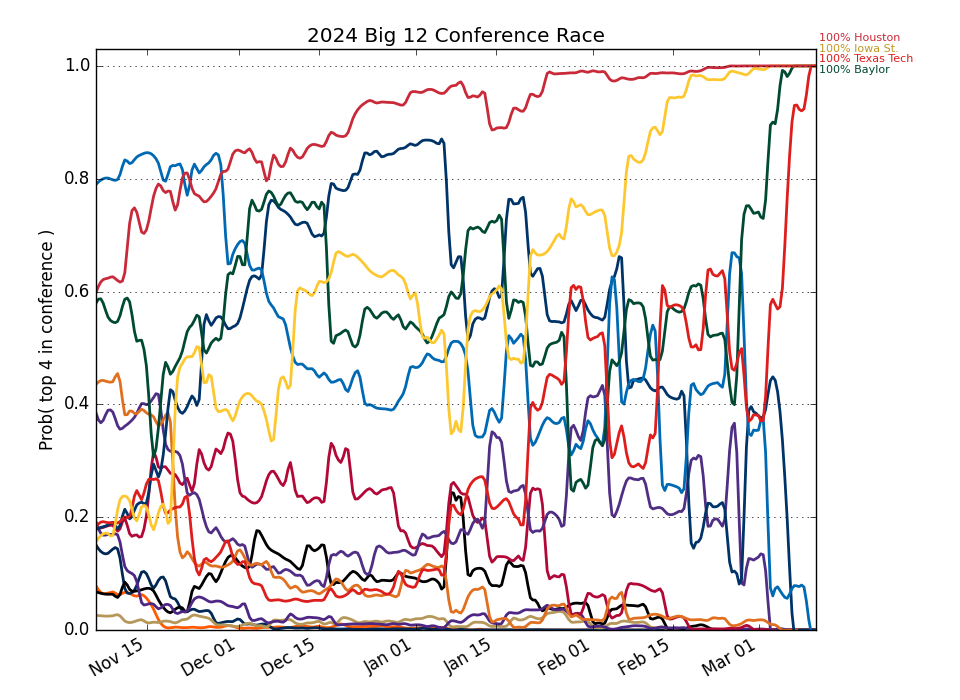 2024 Big 12 Conference Race
100% Houston
100% Iowa St.
100% Texas Tech
100% Baylor
Prob( top 4 in conference )
1.0
0.8
0.6
0.4
0.2
0.0
Nov 15
Dec 01
Dec 15
Jan 01
Jan 15
Feb 01
Feb 15
Mar 01